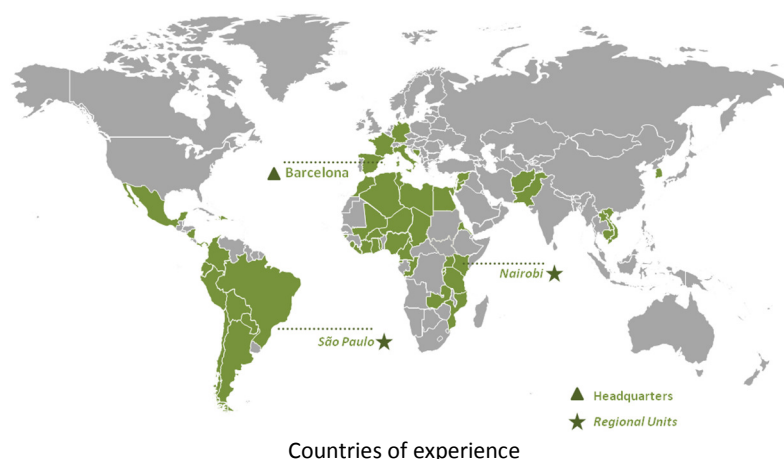 Barcelona
Nairobi
São Paulo
Headquarters
Regional Units
Countries of experience